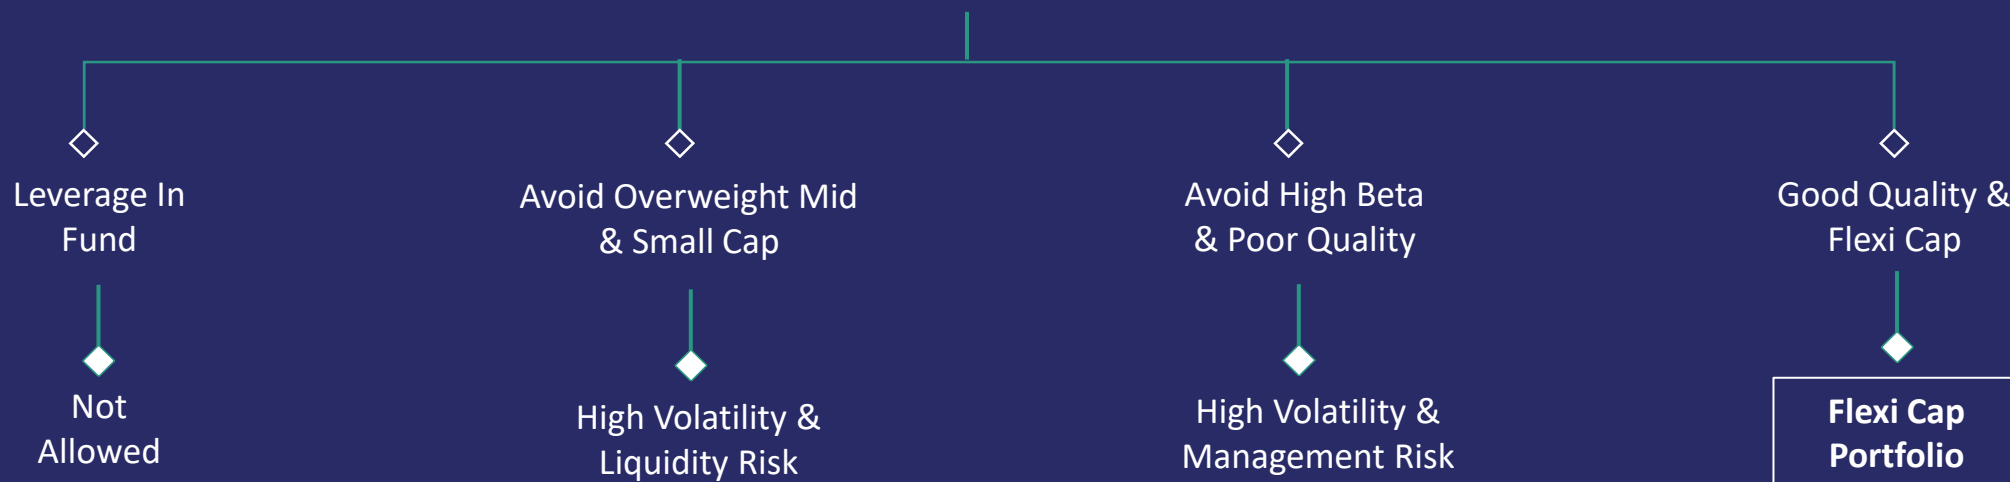 Leverage In
Fund
Avoid Overweight Mid
& Small Cap
Avoid High Beta
& Poor Quality
Good Quality &
Flexi Cap
Not
Allowed
High Volatility &
Liquidity Risk
High Volatility &
Management Risk
Flexi Cap
Portfolio